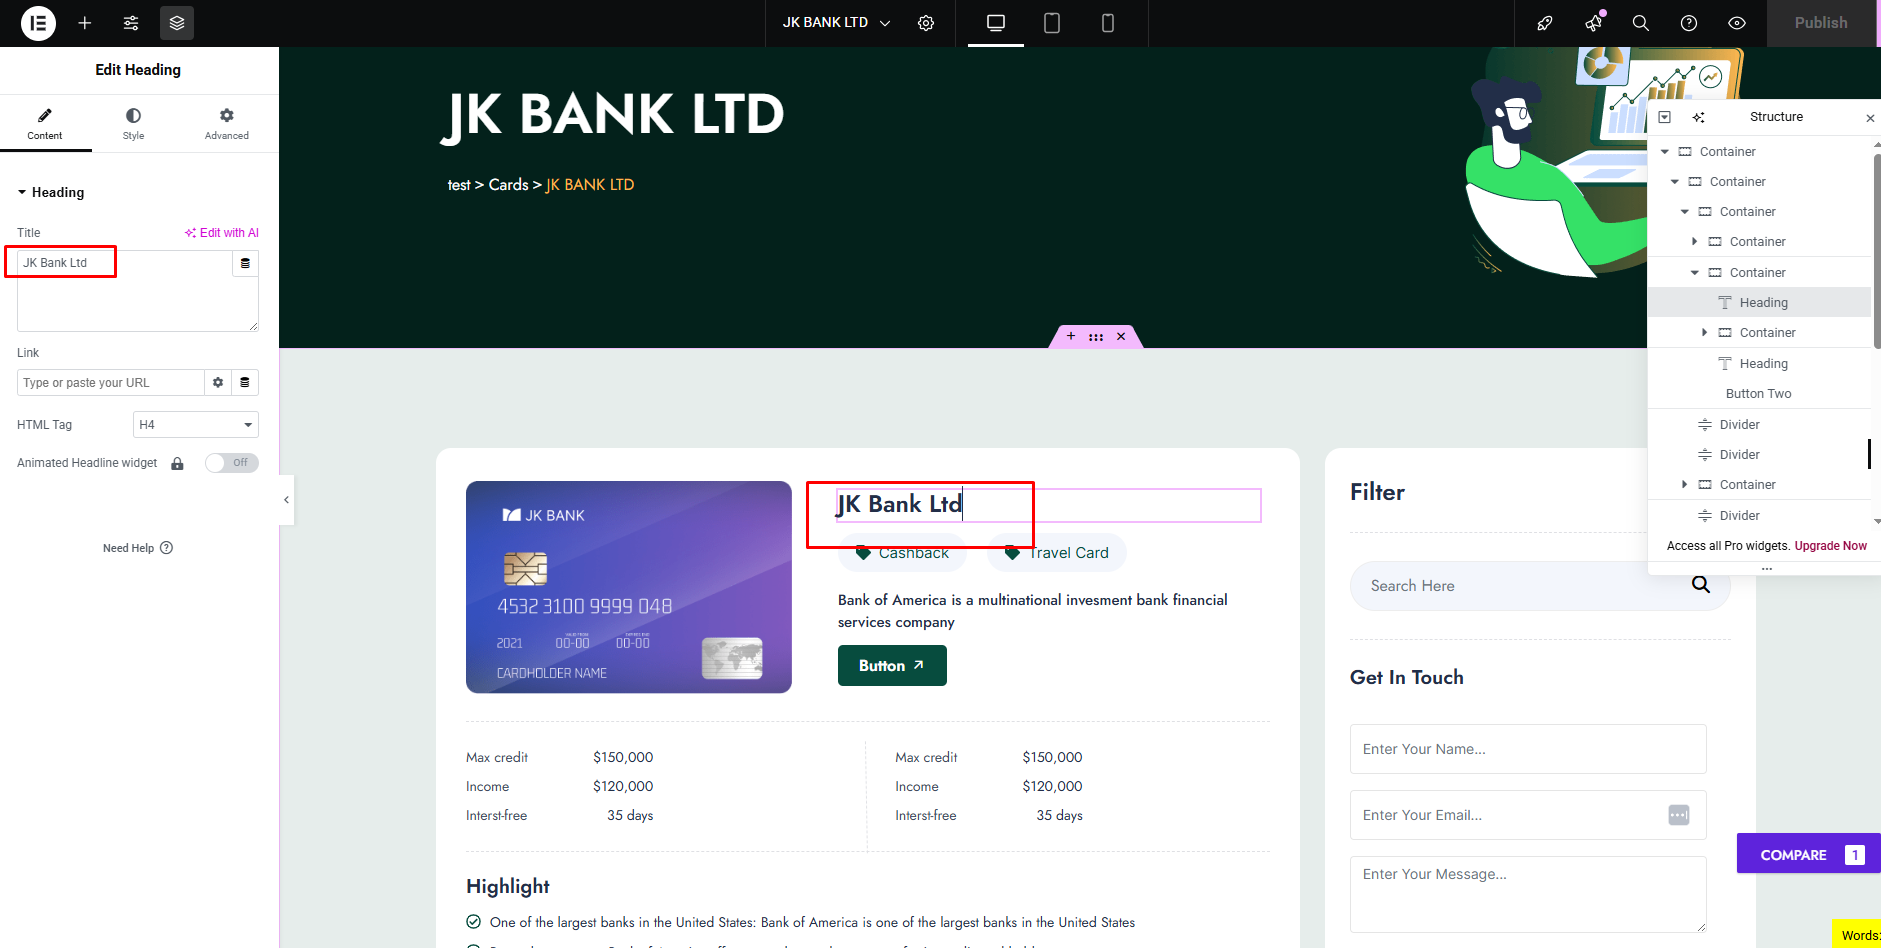 JK BANK LTD
Publish
Edit Heading
Content
Style
Advanced
Heading
Title
Edit with AI
JK Bank Ltd
Link
Type or paste your URL
HTML Tag
H4
Animated Headline widget
Off
Need Help
JK BANK LTD
test > Cards > JK BANK LTD
Structure
Container
Container
Container
Container
Container
Heading
Container
Heading
Button Two
Divider
Divider
Container
Divider
Access all Pro widgets. Upgrade Now
JK BANK
4532 3100 9999 048
2021
00-00
00-00
CARDHOLDER NAME
JK Bank Ltd
Cashback
Travel Card
Bank of America is a multinational invesment bank financial
services company
Button
Max credit $150,000
Income $120,000
Interst-free 35 days
Max credit $150,000
Income $120,000
Interst-free 35 days
Highlight
One of the largest banks in the United States: Bank of America is one of the largest banks in the United States
Filter
Search Here
Get In Touch
Enter Your Name...
Enter Your Email...
Enter Your Message...
COMPARE 1
Words: